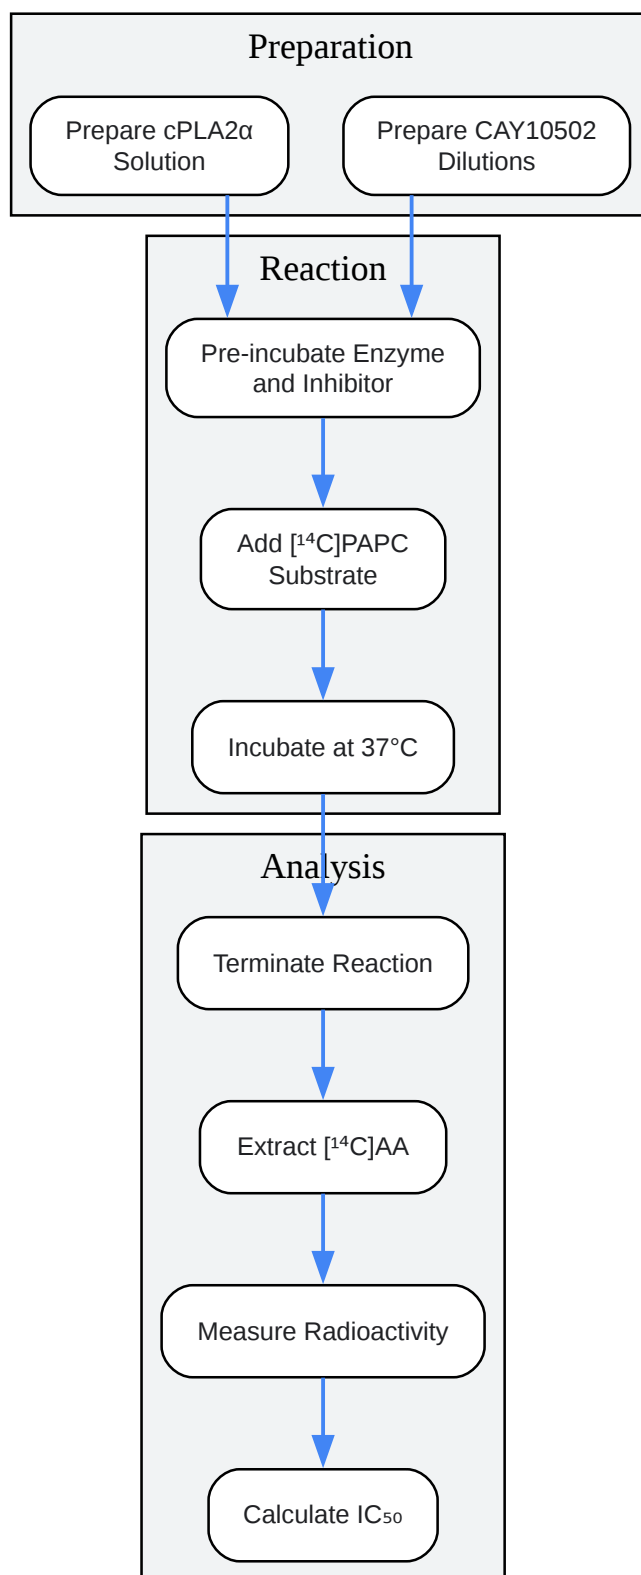 Preparation
Prepare cPLA2α
Solution
Prepare CAY10502
Dilutions
Reaction
Pre-incubate Enzyme
and Inhibitor
Add [¹⁴C]PAPC
Substrate
Incubate at 37°C
Analysis
Terminate Reaction
Extract [¹⁴C]AA
Measure Radioactivity
Calculate IC₅₀